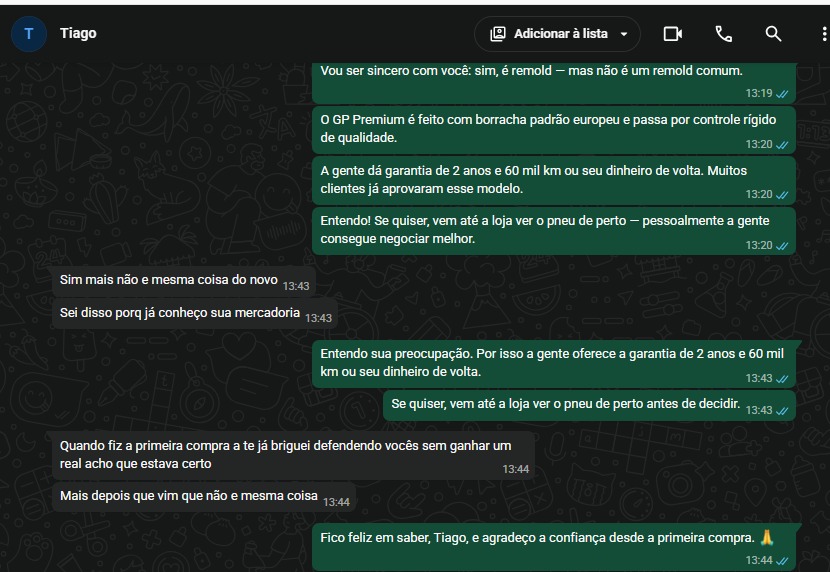 T
Tiago
Adicionar à lista
Vou ser sincero com você: sim, é remold — mas não é um remold comum.
13:19
O GP Premium é feito com borracha padrão europeu e passa por controle rígido
de qualidade.
13:20
A gente dá garantia de 2 anos e 60 mil km ou seu dinheiro de volta. Muitos
clientes já aprovaram esse modelo.
13:20
Entendo! Se quiser, vem até a loja ver o pneu de perto — pessoalmente a gente
consegue negociar melhor.
13:20
Sim mais não e mesma coisa do novo 13:43
Sei disso porq já conheço sua mercadoria 13:43
Entendo sua preocupação. Por isso a gente oferece a garantia de 2 anos e 60 mil
km ou seu dinheiro de volta.
13:43
Se quiser, vem até a loja ver o pneu de perto antes de decidir. 13:43
Quando fiz a primeira compra a te já briguei defendendo vocês sem ganhar um
real acho que estava certo
13:44
Mais depois que vim que não e mesma coisa 13:44
Fico feliz em saber, Tiago, e agradeço a confiança desde a primeira compra. 🙏
13:44